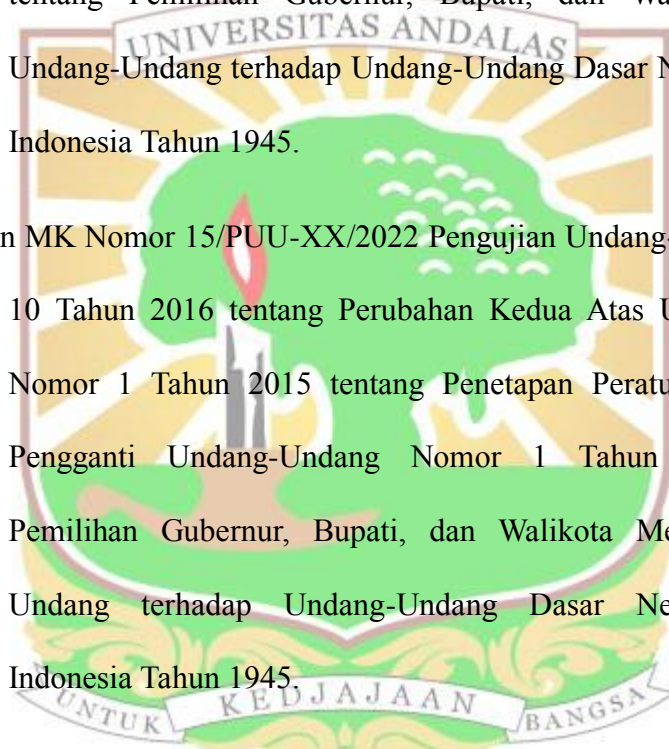 tentang Pemilihan Gubernur, Bupati, dan Wa
UNIVERSITAS ANDALAS
Undang-Undang terhadap Undang-Undang Dasar N
Indonesia Tahun 1945.
n MK Nomor 15/PUU-XX/2022 Pengujian Undang-
10 Tahun 2016 tentang Perubahan Kedua Atas U
Nomor 1 Tahun 2015 tentang Penetapan Peratu
Pengganti Undang-Undang Nomor 1 Tahun
Pemilihan Gubernur, Bupati, dan Walikota Me
Undang terhadap Undang-Undang Dasar Ne
Indonesia Tahun 1945.
UNTUK KEDJAJAAN BANGSA